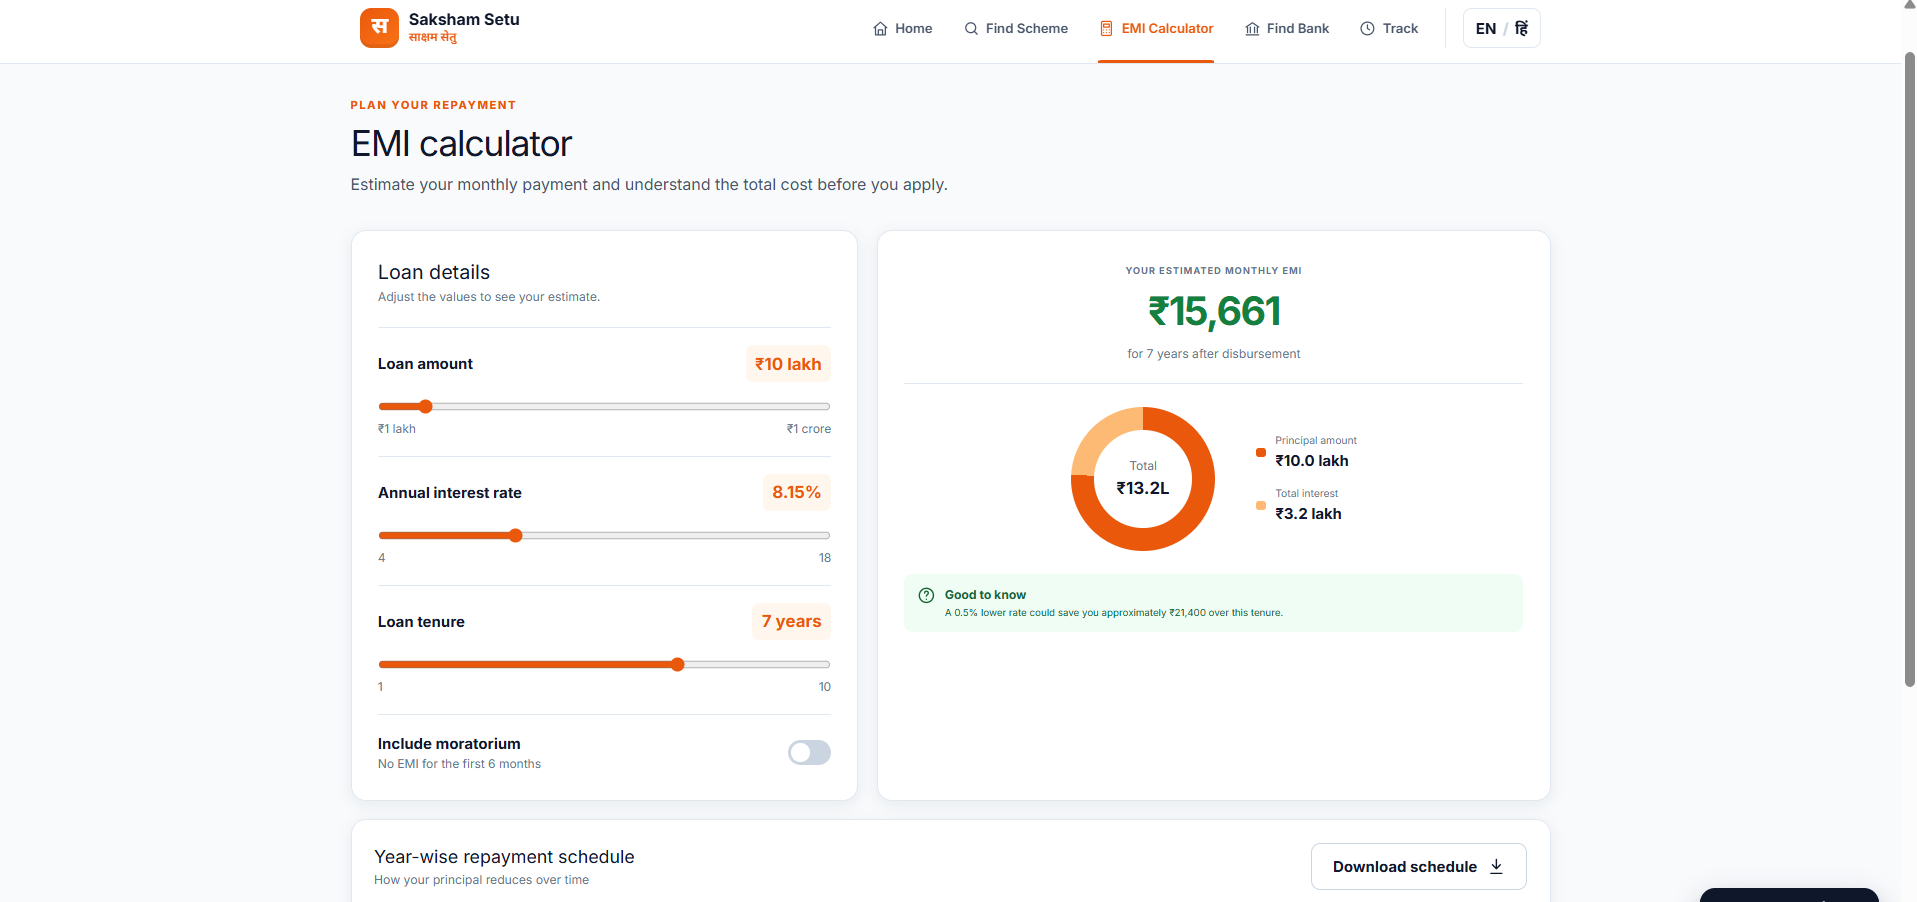 स
Saksham Setu
साक्षम सेतु
Home
Find Scheme
EMI Calculator
Find Bank
Track
EN / हिं
PLAN YOUR REPAYMENT
EMI calculator
Estimate your monthly payment and understand the total cost before you apply.
Loan details
Adjust the values to see your estimate.
Loan amount
₹10 lakh
₹1 lakh
₹1 crore
Annual interest rate
8.15%
4
18
Loan tenure
7 years
1
10
Include moratorium
No EMI for the first 6 months
YOUR ESTIMATED MONTHLY EMI
₹15,661
for 7 years after disbursement
Total
₹13.2L
Principal amount
₹10.0 lakh
Total interest
₹3.2 lakh
Good to know
A 0.5% lower rate could save you approximately ₹21,400 over this tenure.
Year-wise repayment schedule
How your principal reduces over time
Download schedule